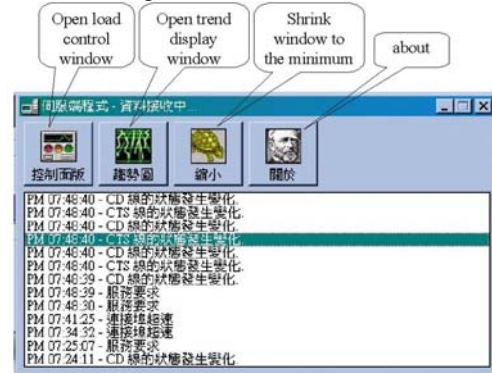 Open load
control
window
Open trend
display
window
Shrink
window to
the minimum
about
伺服端程式 - 資料接收中...
控制面版
趨勢圖
縮小
關於
PM 07:48:40 - CD 線的狀態發生變化.
PM 07:48:40 - CTS 線的狀態發生變化.
PM 07:48:40 - CD 線的狀態發生變化.
PM 07:48:40 - CTS 線的狀態發生變化.
PM 07:48:40 - CD 線的狀態發生變化.
PM 07:48:40 - CTS 線的狀態發生變化.
PM 07:48:39 - CD 線的狀態發生變化.
PM 07:48:39 - 服務要求
PM 07:48:30 - 服務要求
PM 07:41:25 - 連接埠超速
PM 07:34:32 - 連接埠超速
PM 07:25:07 - 服務要求
PM 07:24:11 - CD 線的狀態發生變化.